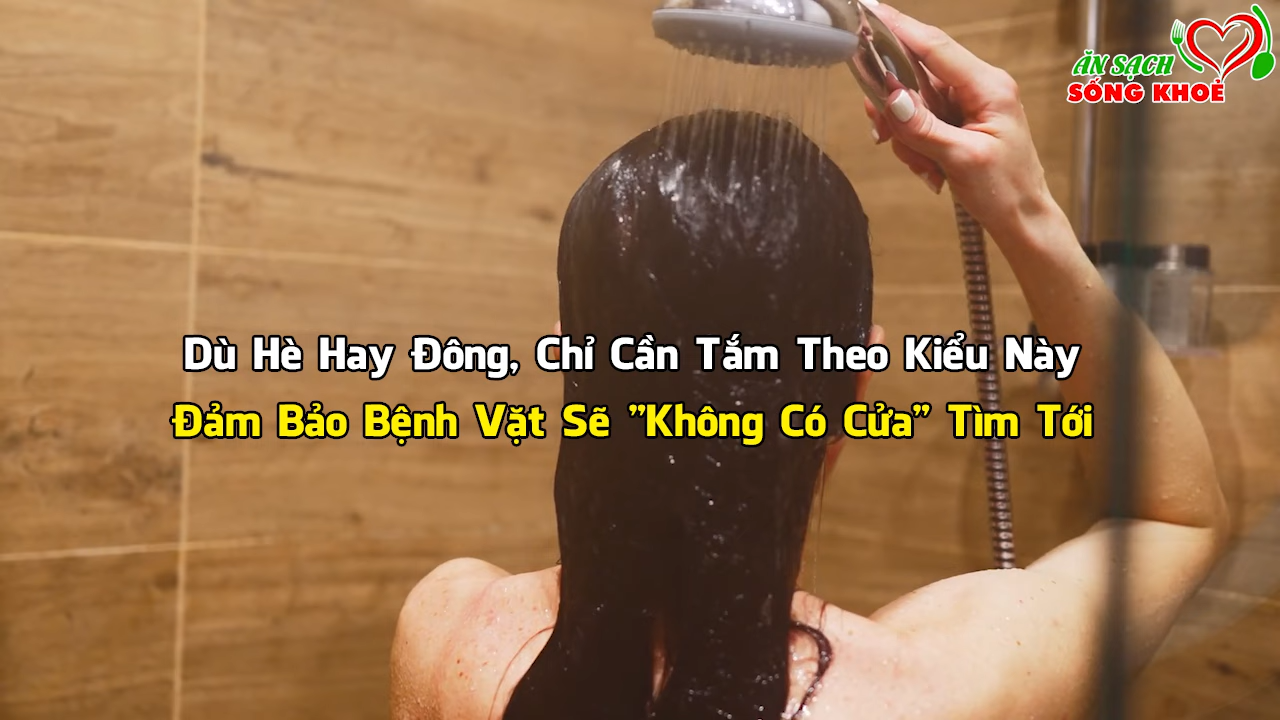 ĂN SẠCH
SỐNG KHOẺ
Dù Hè Hay Đông, Chỉ Cần Tắm Theo Kiểu Này
Đảm Bảo Bệnh Vặt Sẽ ”Không Có Cửa” Tìm Tới